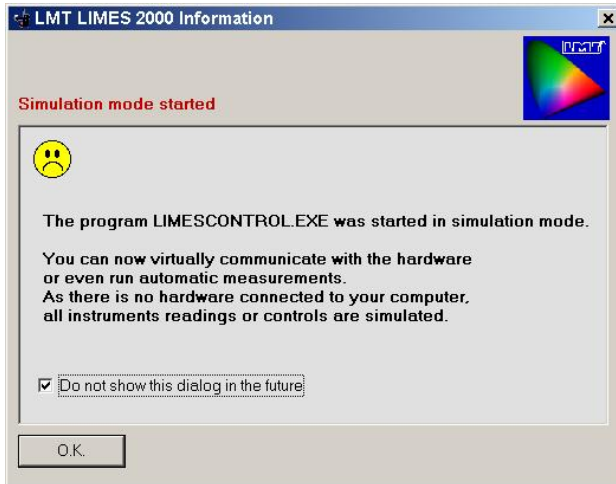 LMT LIMES 2000 Information
LMT
Simulation mode started
The program LIMESCONTROL.EXE was started in simulation mode.
You can now virtually communicate with the hardware
or even run automatic measurements.
As there is no hardware connected to your computer,
all instruments readings or controls are simulated.
Do not show this dialog in the future
O.K.